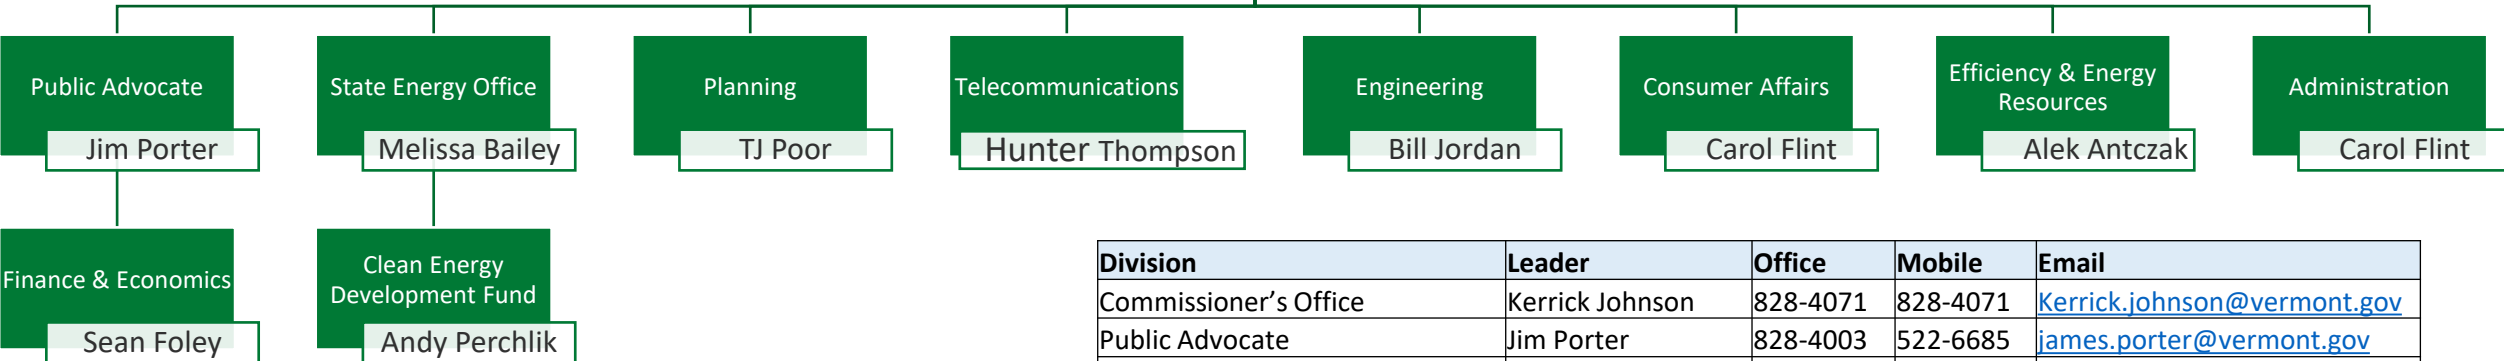 Public Advocate
Jim Porter
State Energy Office
Melissa Bailey
Planning
TJ Poor
Telecommunications
Hunter Thompson
Engineering
Bill Jordan
Consumer Affairs
Carol Flint
Efficiency & Energy
Resources
Alek Antczak
Administration
Carol Flint
Finance & Economics
Sean Foley
Clean Energy
Development Fund
Andy Perchlik
Division Leader Office Mobile Email
Commissioner’s Office Kerrick Johnson 828-4071 828-4071 Kerrick.johnson@vermont.gov
Public Advocate Jim Porter 828-4003 522-6685 james.porter@vermont.gov